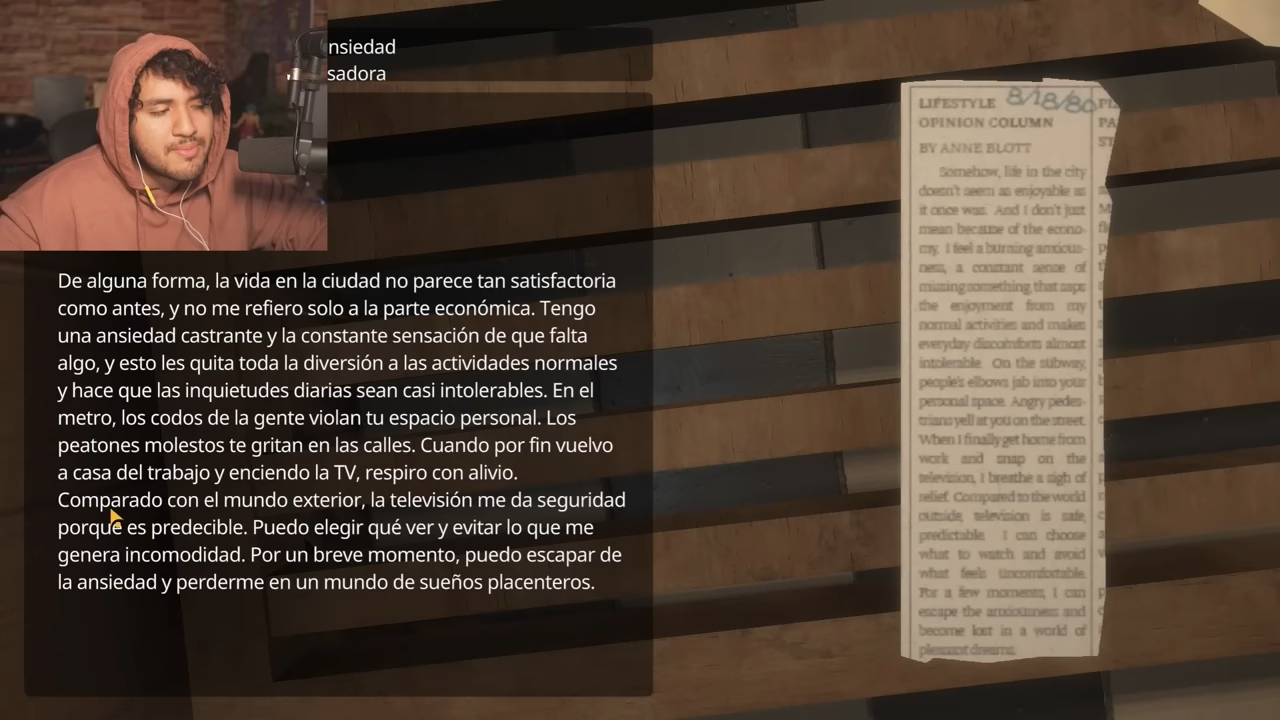 nsiedad
sadora
De alguna forma, la vida en la ciudad no parece tan satisfactoria
como antes, y no me refiero solo a la parte económica. Tengo
una ansiedad castrante y la constante sensación de que falta
algo, y esto les quita toda la diversión a las actividades normales
y hace que las inquietudes diarias sean casi intolerables. En el
metro, los codos de la gente violan tu espacio personal. Los
peatones molestos te gritan en las calles. Cuando por fin vuelvo
a casa del trabajo y enciendo la TV, respiro con alivio.
Comparado con el mundo exterior, la televisión me da seguridad
porque es predecible. Puedo elegir qué ver y evitar lo que me
genera incomodidad. Por un breve momento, puedo escapar de
la ansiedad y perderme en un mundo de sueños placenteros.
8/18/80
LIFESTYLE
OPINION COLUMN
BY ANNE BLOTT
Somehow, life in the city
doesn't seem as enjoyable as
it once was. And I don't just
mean because of the econo-
my. I feel a burning anxious-
ness, a constant sense of
missing something, that saps
the enjoyment from my
normal activities and makes
everyday discomforts almost
intolerable. On the subway,
people's elbows jab into your
personal space. Angry pedes-
trians yell at you on the street.
When I finally get home from
work and snap on the
television, I breathe a sigh of
relief. Compared to the world
outside, television is safe,
predictable. I can choose
what to watch and avoid
what feels uncomfortable.
For a few moments, I can
escape the anxiousness and
become lost in a world of
pleasant dreams.
PA
ST